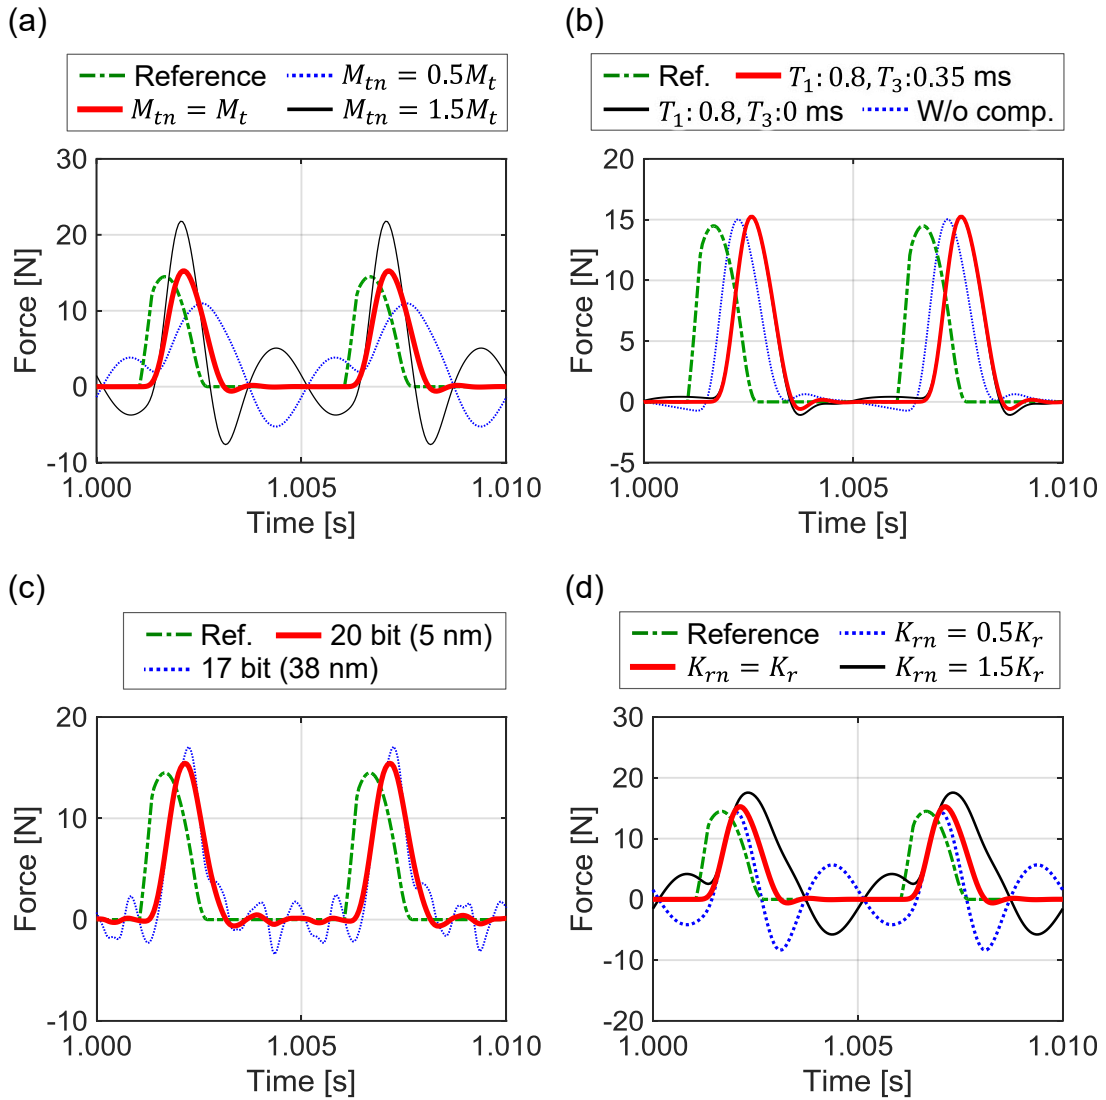 (a)
Reference
M_tn = 0.5M_t
M_tn = M_t
M_tn = 1.5M_t
30
20
10
0
-10
Force [N]
1.000
1.005
1.010
Time [s]
(b)
Ref.
T_1: 0.8, T_3:0.35 ms
T_1: 0.8, T_3:0 ms
W/o comp.
20
15
10
5
0
-5
Force [N]
1.000
1.005
1.010
Time [s]
(c)
Ref.
20 bit (5 nm)
17 bit (38 nm)
20
10
0
-10
Force [N]
1.000
1.005
1.010
Time [s]
(d)
Reference
K_rn = 0.5K_r
K_rn = K_r
K_rn = 1.5K_r
30
20
10
0
-10
-20
Force [N]
1.000
1.005
1.010
Time [s]